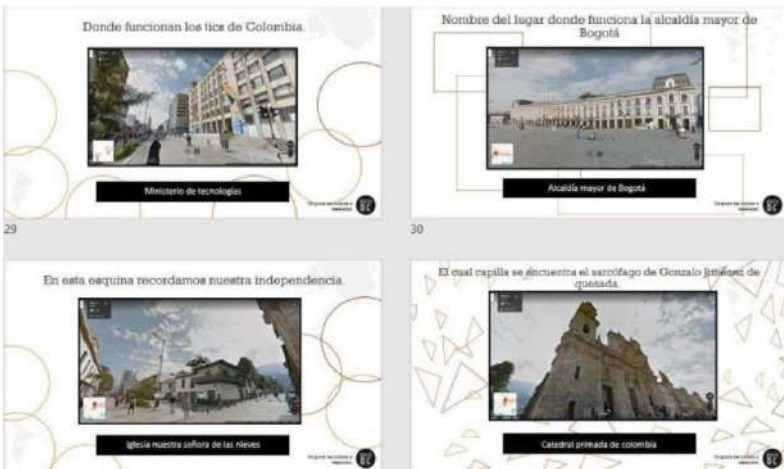 Donde funcionan los tics de Colombia.
Ministerio de tecnologías
29
Nombre del lugar donde funciona la alcaldía mayor de
Bogotá
Alcaldía mayor de Bogotá
30
En esta esquina recordamos nuestra independencia.
Iglesia nuestra señora de las nieves
El cual capilla se encuentra el sarcófago de Gonzalo Jiménez de
quesada
Catedral primada de colombia